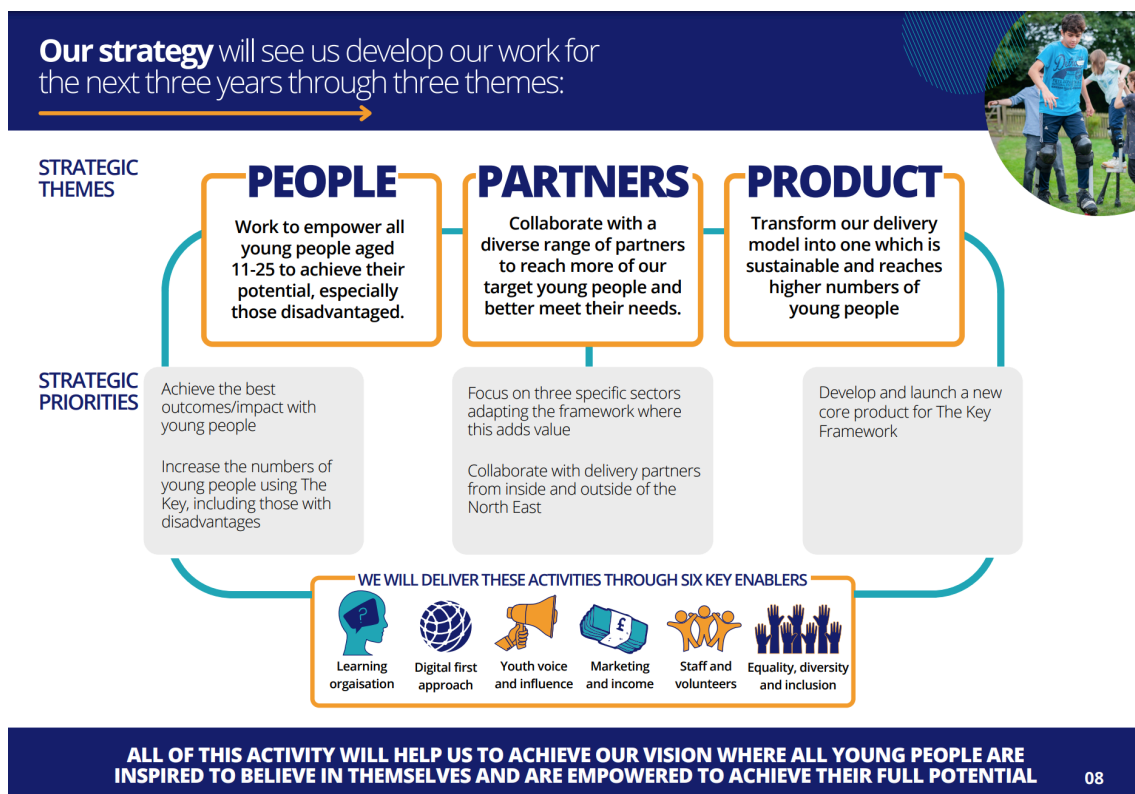 Our strategy will see us develop our work for
the next three years through three themes:
STRATEGIC
THEMES
PEOPLE
Work to empower all
young people aged
11-25 to achieve their
potential, especially
those disadvantaged.
PARTNERS
Collaborate with a
diverse range of partners
to reach more of our
target young people and
better meet their needs.
PRODUCT
Transform our delivery
model into one which is
sustainable and reaches
higher numbers of
young people
STRATEGIC
PRIORITIES
Achieve the best
outcomes/impact with
young people
Increase the numbers of
young people using The
Key, including those with
disadvantages
Focus on three specific sectors
adapting the framework where
this adds value
Collaborate with delivery partners
from inside and outside of the
North East
Develop and launch a new
core product for The Key
Framework
WE WILL DELIVER THESE ACTIVITIES THROUGH SIX KEY ENABLERS
?
£
Learning
orgaisation
Digital first
approach
Youth voice
and influence
Marketing
and income
Staff and
volunteers
Equality, diversity
and inclusion
ALL OF THIS ACTIVITY WILL HELP US TO ACHIEVE OUR VISION WHERE ALL YOUNG PEOPLE ARE
INSPIRED TO BELIEVE IN THEMSELVES AND ARE EMPOWERED TO ACHIEVE THEIR FULL POTENTIAL
08